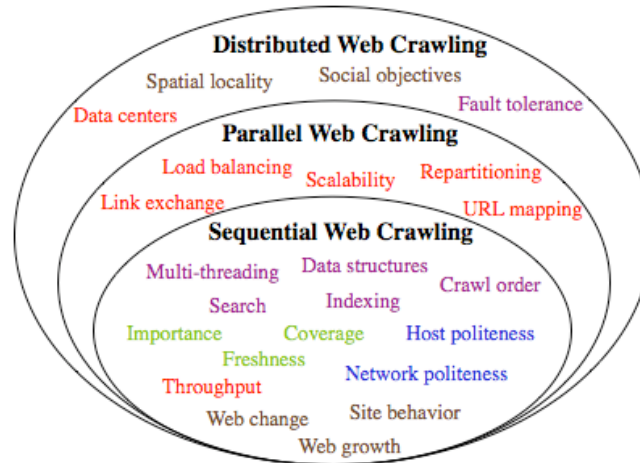 Distributed Web Crawling
Spatial locality
Social objectives
Data centers
Fault tolerance
Parallel Web Crawling
Load balancing
Scalability
Repartitioning
Link exchange
URL mapping
Sequential Web Crawling
Multi-threading
Data structures
Crawl order
Search
Indexing
Importance
Coverage
Host politeness
Freshness
Network politeness
Throughput
Web change
Site behavior
Web growth